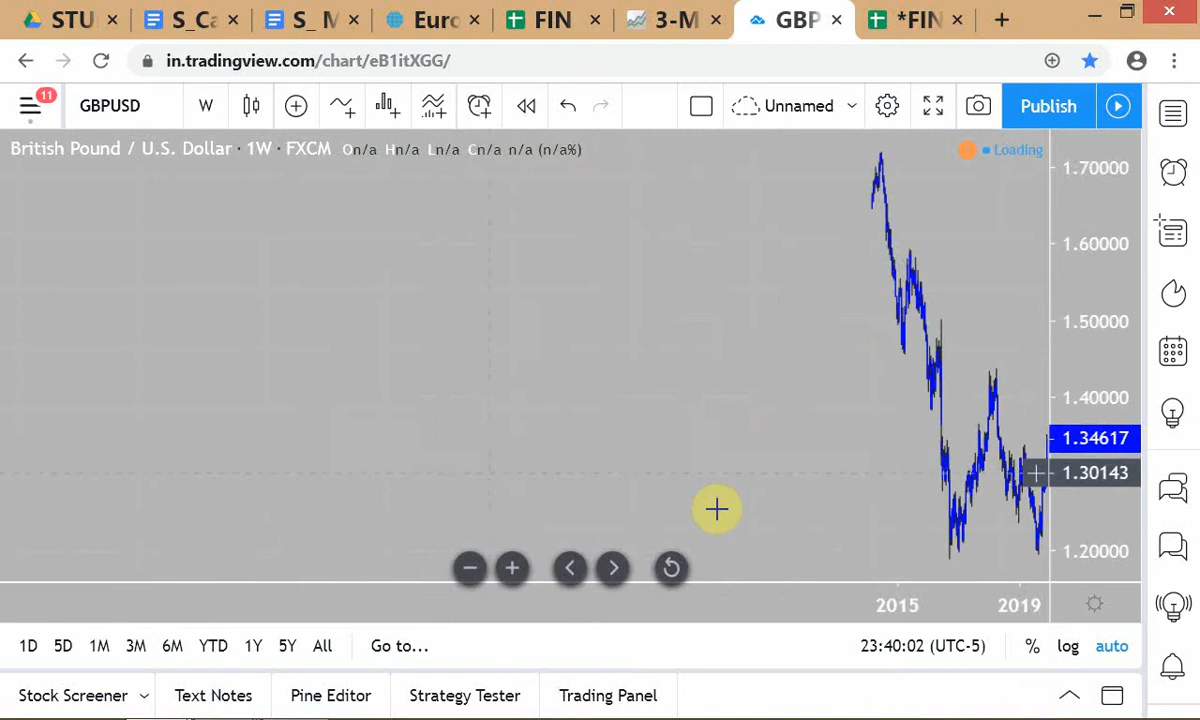 STU S_Ca S_ M Euro FIN 3-M GBP *FIN
in.tradingview.com/chart/eB1itXGG/
11
GBPUSD W Unnamed Publish
British Pound / U.S. Dollar · 1W · FXCM On/a Hn/a Ln/a Cn/a n/a (n/a%) Loading
1.70000
1.60000
1.50000
1.40000
1.34617
1.30143
1.20000
2015 2019
1D 5D 1M 3M 6M YTD 1Y 5Y All Go to... 23:40:02 (UTC-5) % log auto
Stock Screener Text Notes Pine Editor Strategy Tester Trading Panel